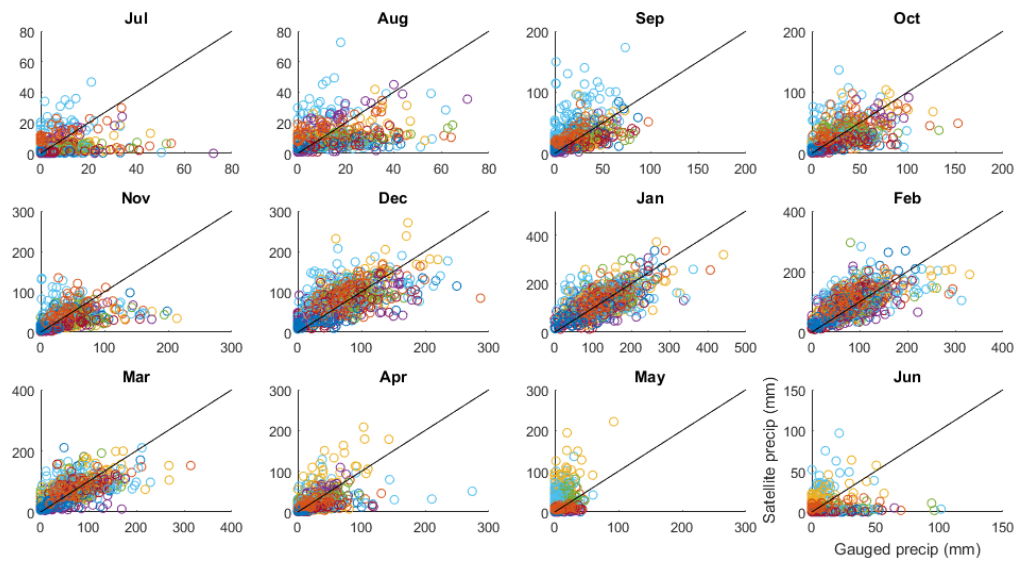 Jul Aug Sep Oct
80 80 200 200
60 60
40 40 100 100
20 20
0 0 0 0
0 20 40 60 80 0 20 40 60 80 0 50 100 150 200 0 50 100 150 200
Nov Dec Jan Feb
300 300 400
200 200 400 200
100 100 200
0 0 0 0
0 100 200 300 0 100 200 300 0 100 200 300 400 500 0 100 200 300 400
Mar Apr May Jun
400 300 300 150
200 200 200 100
100 100 50
0 0 0 0
Satellite precip (mm)
0 100 200 300 400 0 100 200 300 0 100 200 300 0 50 100 150
Gauged precip (mm)